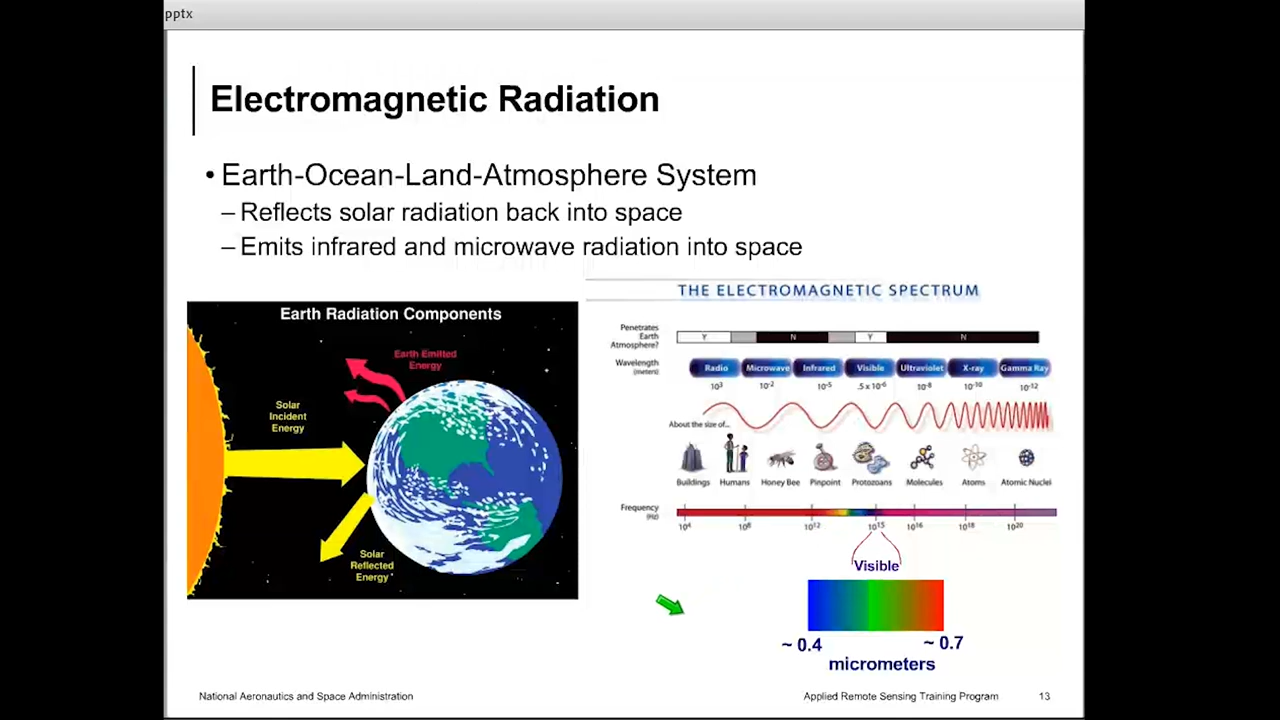 pptx
Electromagnetic Radiation
• Earth-Ocean-Land-Atmosphere System
– Reflects solar radiation back into space
– Emits infrared and microwave radiation into space
Earth Radiation Components
Earth Emitted
Energy
Solar
Incident
Energy
Solar
Reflected
Energy
THE ELECTROMAGNETIC SPECTRUM
Penetrates
Earth
Atmosphere?
Y N Y N
Wavelength
(meters)
Radio Microwave Infrared Visible Ultraviolet X-ray Gamma Ray
10³ 10⁻² 10⁻⁵ .5 x 10⁻⁶ 10⁻⁸ 10⁻¹⁰ 10⁻¹²
About the size of...
Buildings Humans Honey Bee Pinpoint Protozoans Molecules Atoms Atomic Nuclei
Frequency
(Hz)
10⁴ 10⁸ 10¹² 10¹⁵ 10¹⁶ 10¹⁸ 10²⁰
Visible
~ 0.4 ~ 0.7
micrometers
National Aeronautics and Space Administration
Applied Remote Sensing Training Program 13